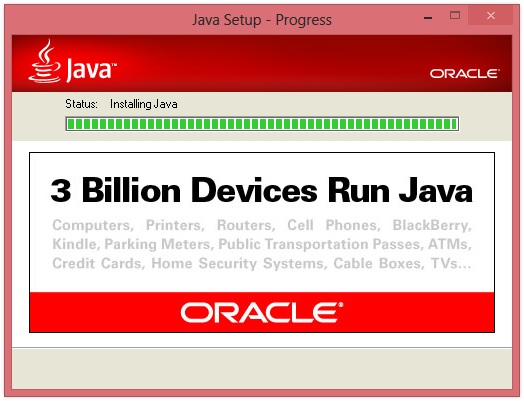 Java Setup - Progress
Java™
ORACLE®
Status: Installing Java
3 Billion Devices Run Java
Computers, Printers, Routers, Cell Phones, BlackBerry,
Kindle, Parking Meters, Public Transportation Passes, ATMs,
Credit Cards, Home Security Systems, Cable Boxes, TVs...
ORACLE®